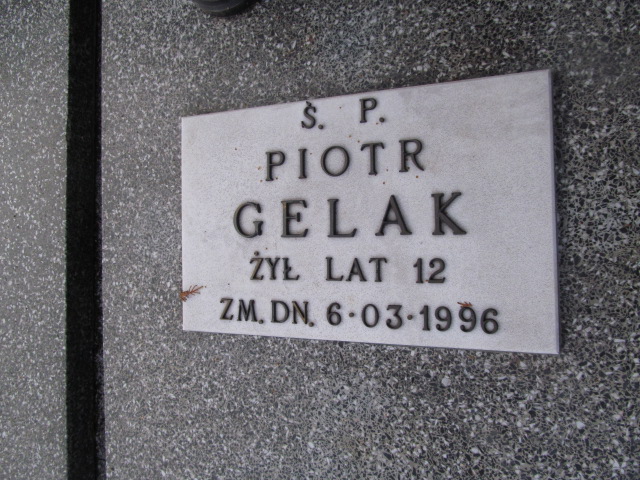 Ś. P.
PIOTR
GELAK
ŻYŁ LAT 12
ZM. DN. 6·03·1996